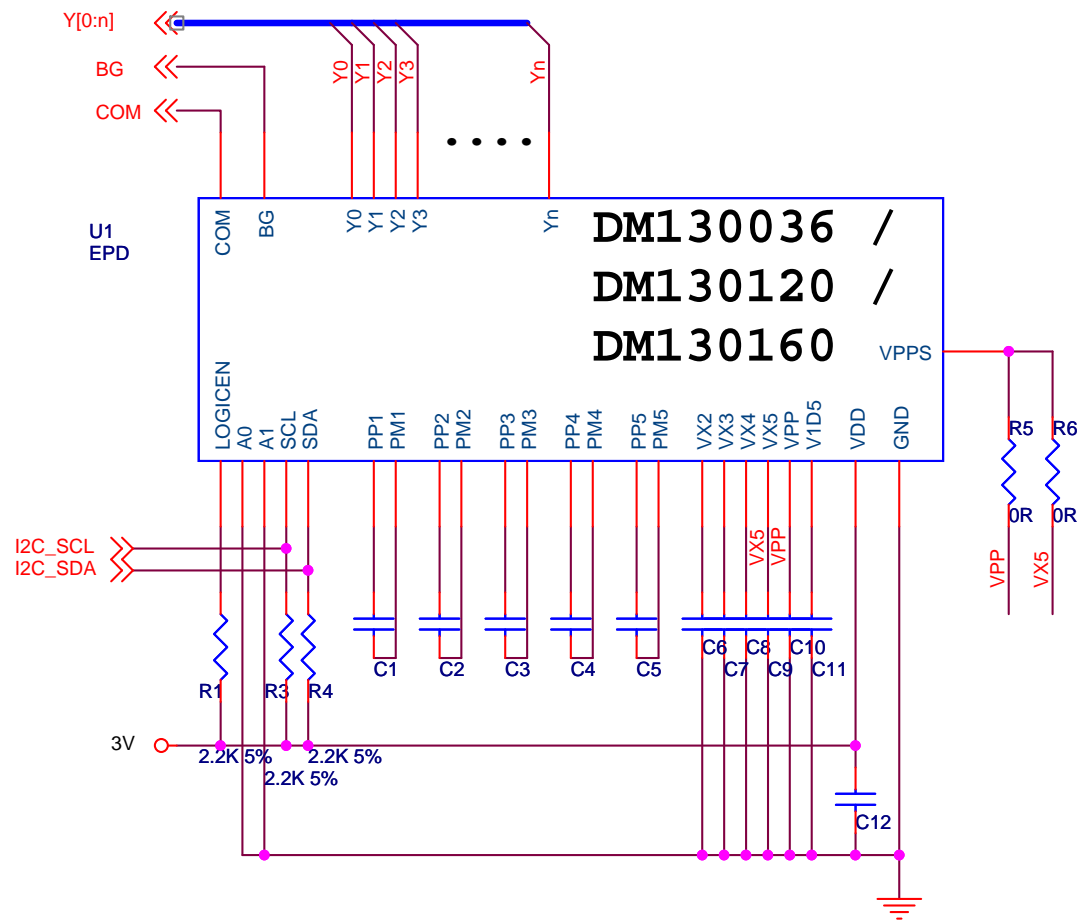 Y[0:n]
BG
COM
Y0
Y1
Y2
Y3
Yn
U1
EPD
COM
BG
Y0
Y1
Y2
Y3
Yn
DM130036 /
DM130120 /
DM130160
VPPS
LOGICEN
A0
A1
SCL
SDA
PP1
PM1
PP2
PM2
PP3
PM3
PP4
PM4
PP5
PM5
VX2
VX3
VX4
VX5
VPP
V1D5
VDD
GND
R5
R6
0R
0R
VPP
VX5
I2C_SCL
I2C_SDA
VX5
VPP
R1
R3
R4
C1
C2
C3
C4
C5
C6
C7
C8
C9
C10
C11
3V
2.2K 5%
2.2K 5%
2.2K 5%
C12